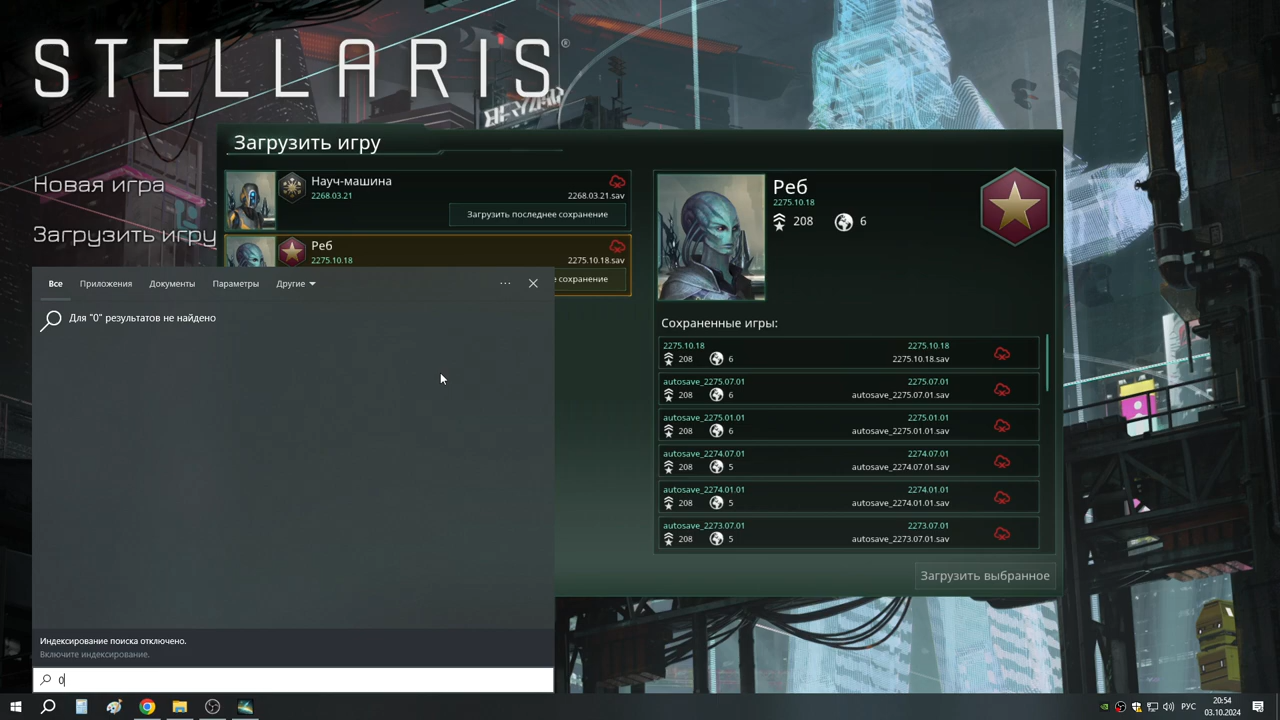 STELLARIS®
Загрузить игру
Новая игра
Загрузить игру
Науч-машина
2268.03.21
2268.03.21.sav
Загрузить последнее сохранение
Реб
2275.10.18
2275.10.18.sav
е сохранение
Реб
2275.10.18
208 6
Сохраненные игры:
2275.10.18 2275.10.18
208 6 2275.10.18.sav
autosave_2275.07.01 2275.07.01
208 6 autosave_2275.07.01.sav
autosave_2275.01.01 2275.01.01
208 6 autosave_2275.01.01.sav
autosave_2274.07.01 2274.07.01
208 5 autosave_2274.07.01.sav
autosave_2274.01.01 2274.01.01
208 5 autosave_2274.01.01.sav
autosave_2273.07.01 2273.07.01
208 5 autosave_2273.07.01.sav
Загрузить выбранное
Все Приложения Документы Параметры Другие ...
Для "0" результатов не найдено
Индексирование поиска отключено.
Включите индексирование.
0
РУС
20:54
03.10.2024